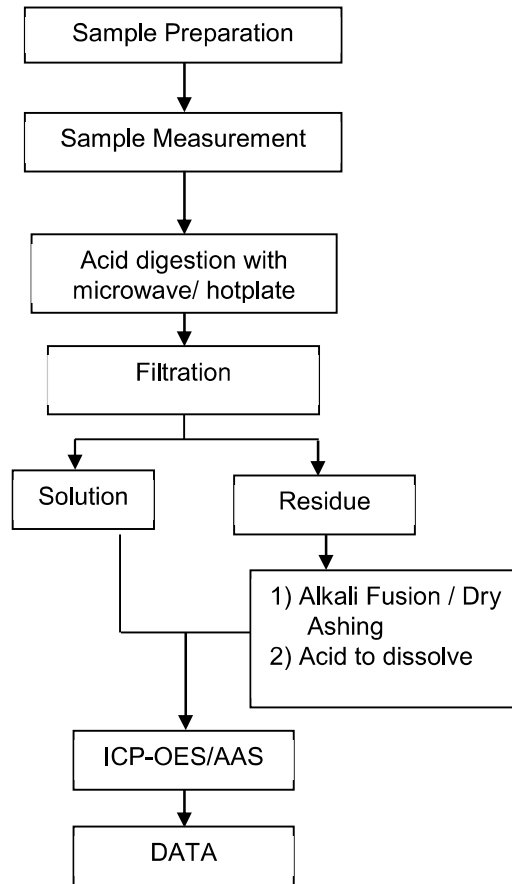 Sample Preparation
Sample Measurement
Acid digestion with
microwave/ hotplate
Filtration
Solution
Residue
1) Alkali Fusion / Dry
Ashing
2) Acid to dissolve
ICP-OES/AAS
DATA